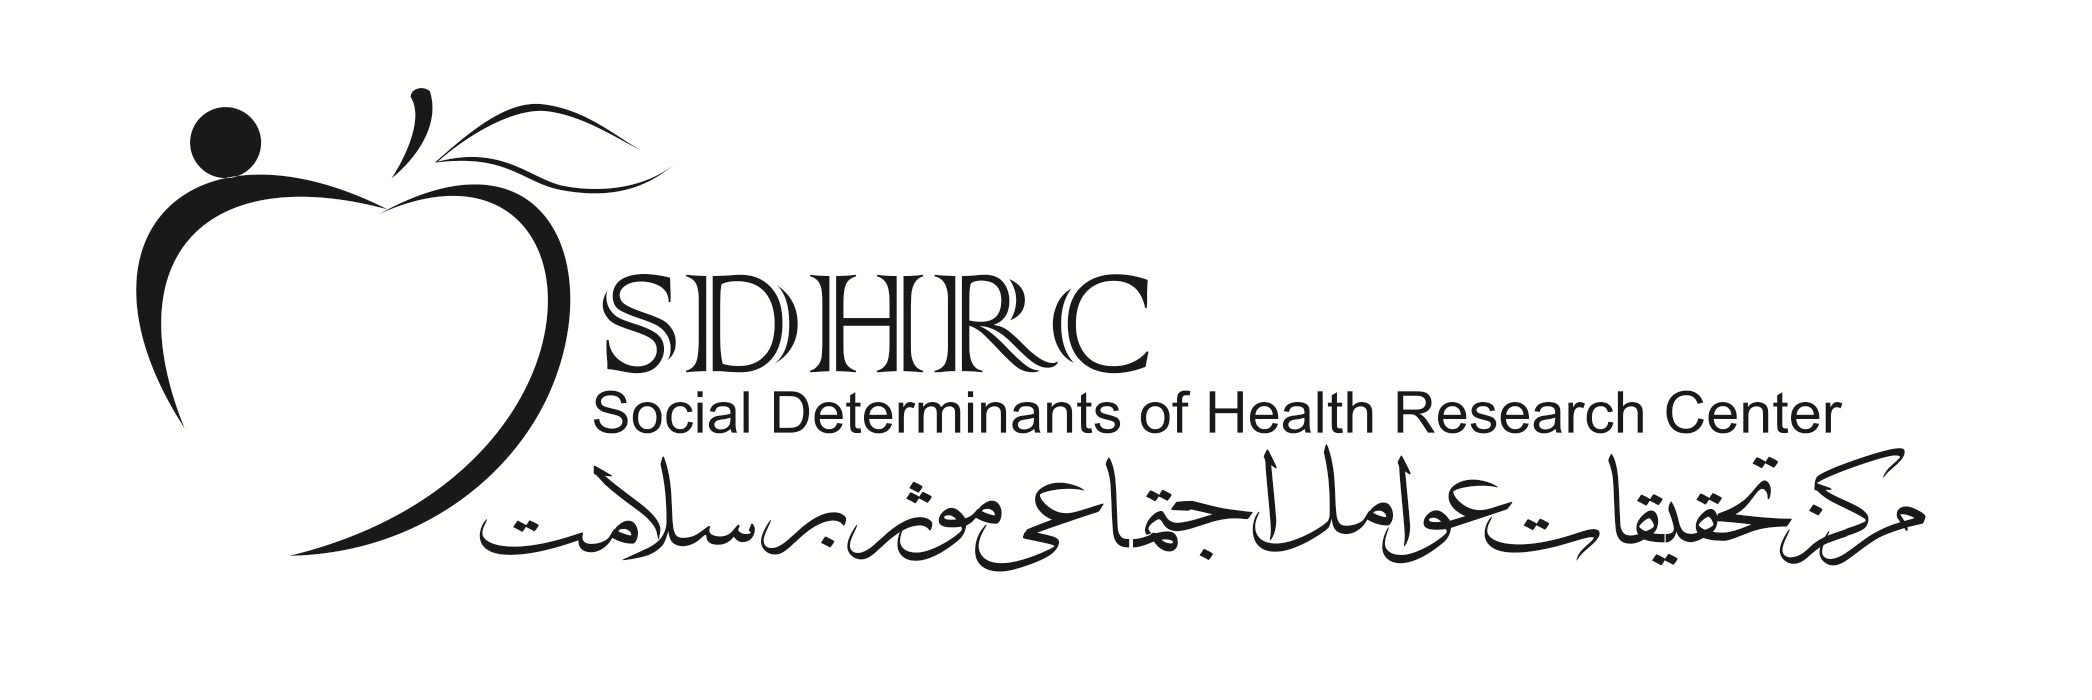 SDHRC
Social Determinants of Health Research Center
مرکز تحقیقات عوامل اجتماعی موثر بر سلامت